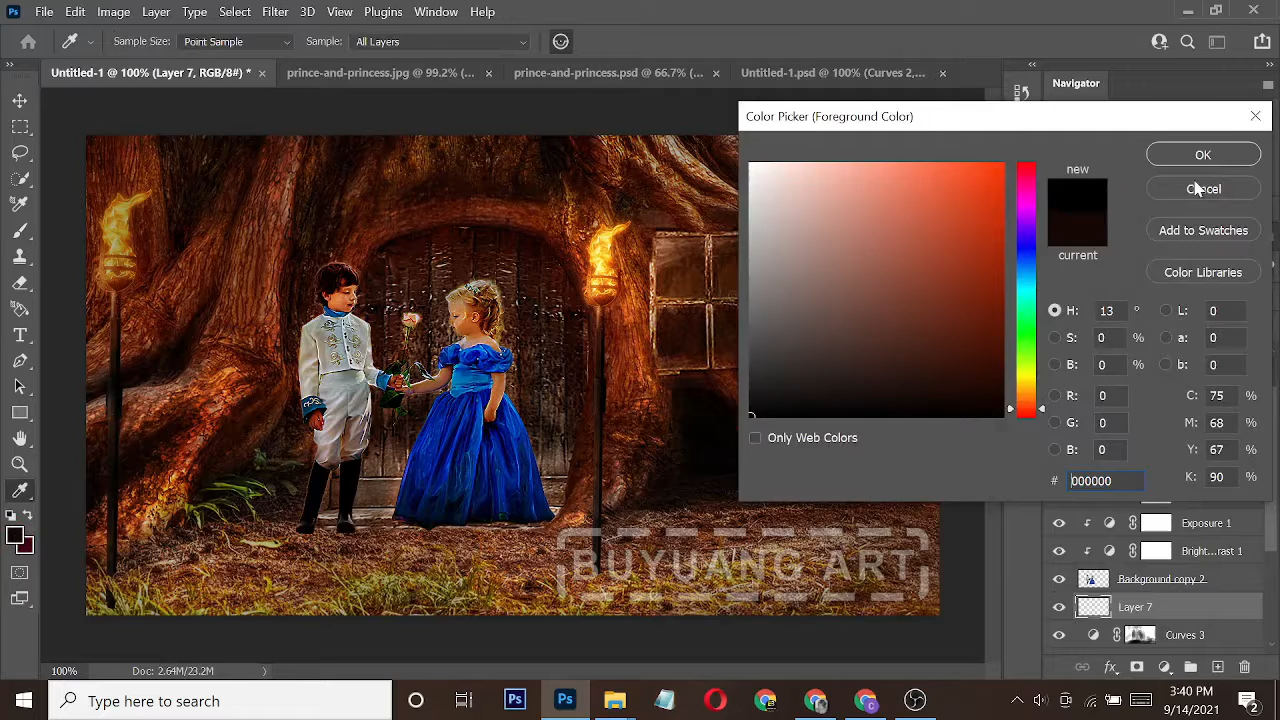 Ps File Edit Image Layer Type Select Filter 3D View Plugins Window Help
Sample Size: Point Sample Sample: All Layers
Untitled-1 @ 100% (Layer 7, RGB/8#) * × prince-and-princess.jpg @ 99.2% (... × prince-and-princess.psd @ 66.7% (... × Untitled-1.psd @ 100% (Curves 2,... ×
Navigator
Color Picker (Foreground Color)
OK
new
Cancel
Add to Swatches
current
Color Libraries
H: 13 ° L: 0
S: 0 % a: 0
B: 0 % b: 0
R: 0 C: 75 %
G: 0 M: 68 %
B: 0 Y: 67 %
Only Web Colors
# 000000 K: 90 %
Exposure 1
Bright...rast 1
Background copy 2
Layer 7
Curves 3
BUYUANG ART
100% Doc: 2.64M/23.2M
Type here to search
3:40 PM
9/14/2021
2